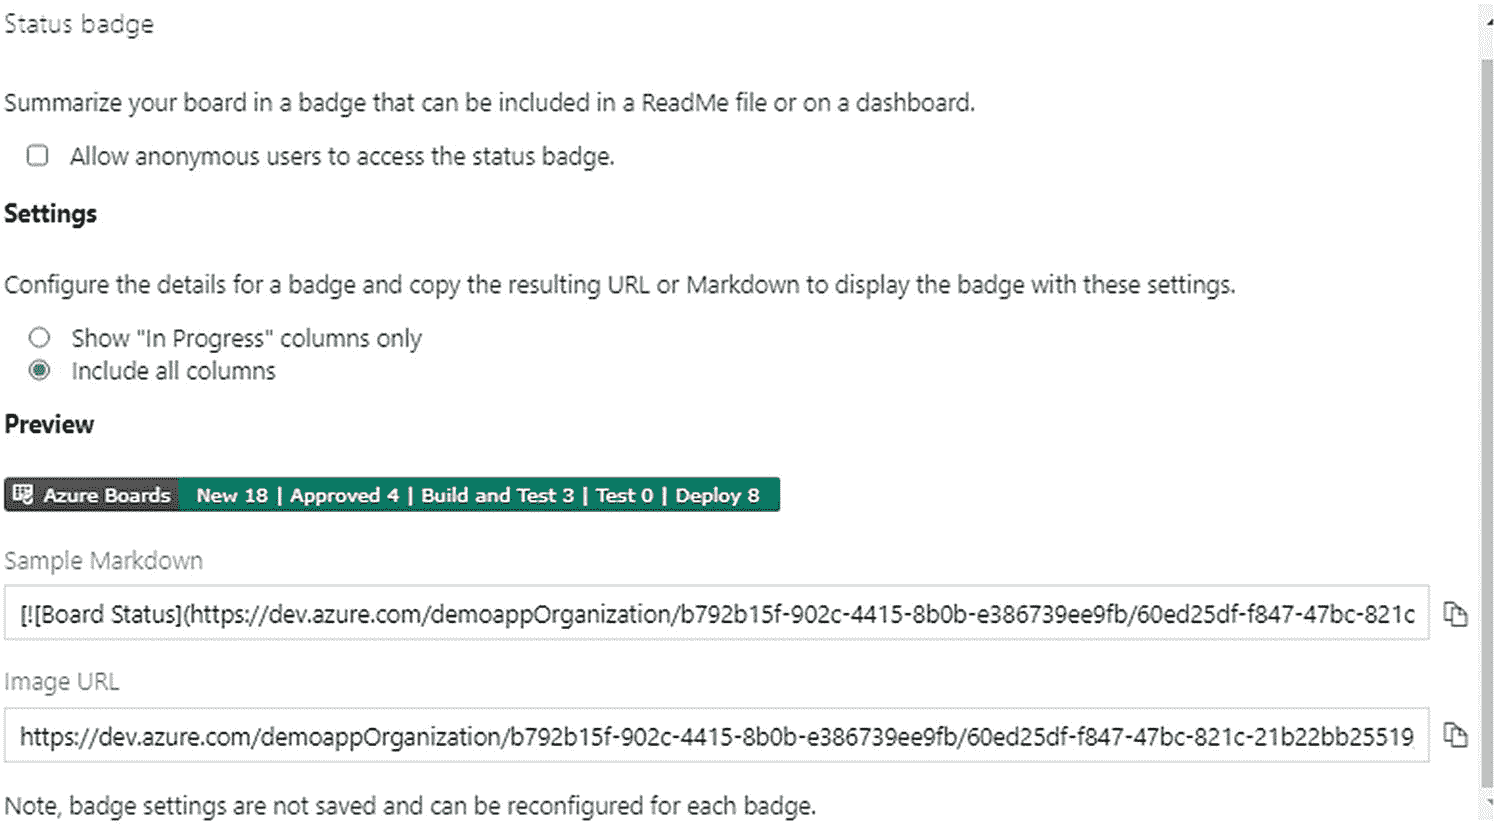 Status badge
Summarize your board in a badge that can be included in a ReadMe file or on a dashboard.
Allow anonymous users to access the status badge.
Settings
Configure the details for a badge and copy the resulting URL or Markdown to display the badge with these settings.
Show "In Progress" columns only
Include all columns
Preview
Azure Boards New 18 | Approved 4 | Build and Test 3 | Test 0 | Deploy 8
Sample Markdown
[![Board Status](https://dev.azure.com/demoappOrganization/b792b15f-902c-4415-8b0b-e386739ee9fb/60ed25df-f847-47bc-821c
Image URL
https://dev.azure.com/demoappOrganization/b792b15f-902c-4415-8b0b-e386739ee9fb/60ed25df-f847-47bc-821c-21b22bb25519
Note, badge settings are not saved and can be reconfigured for each badge.